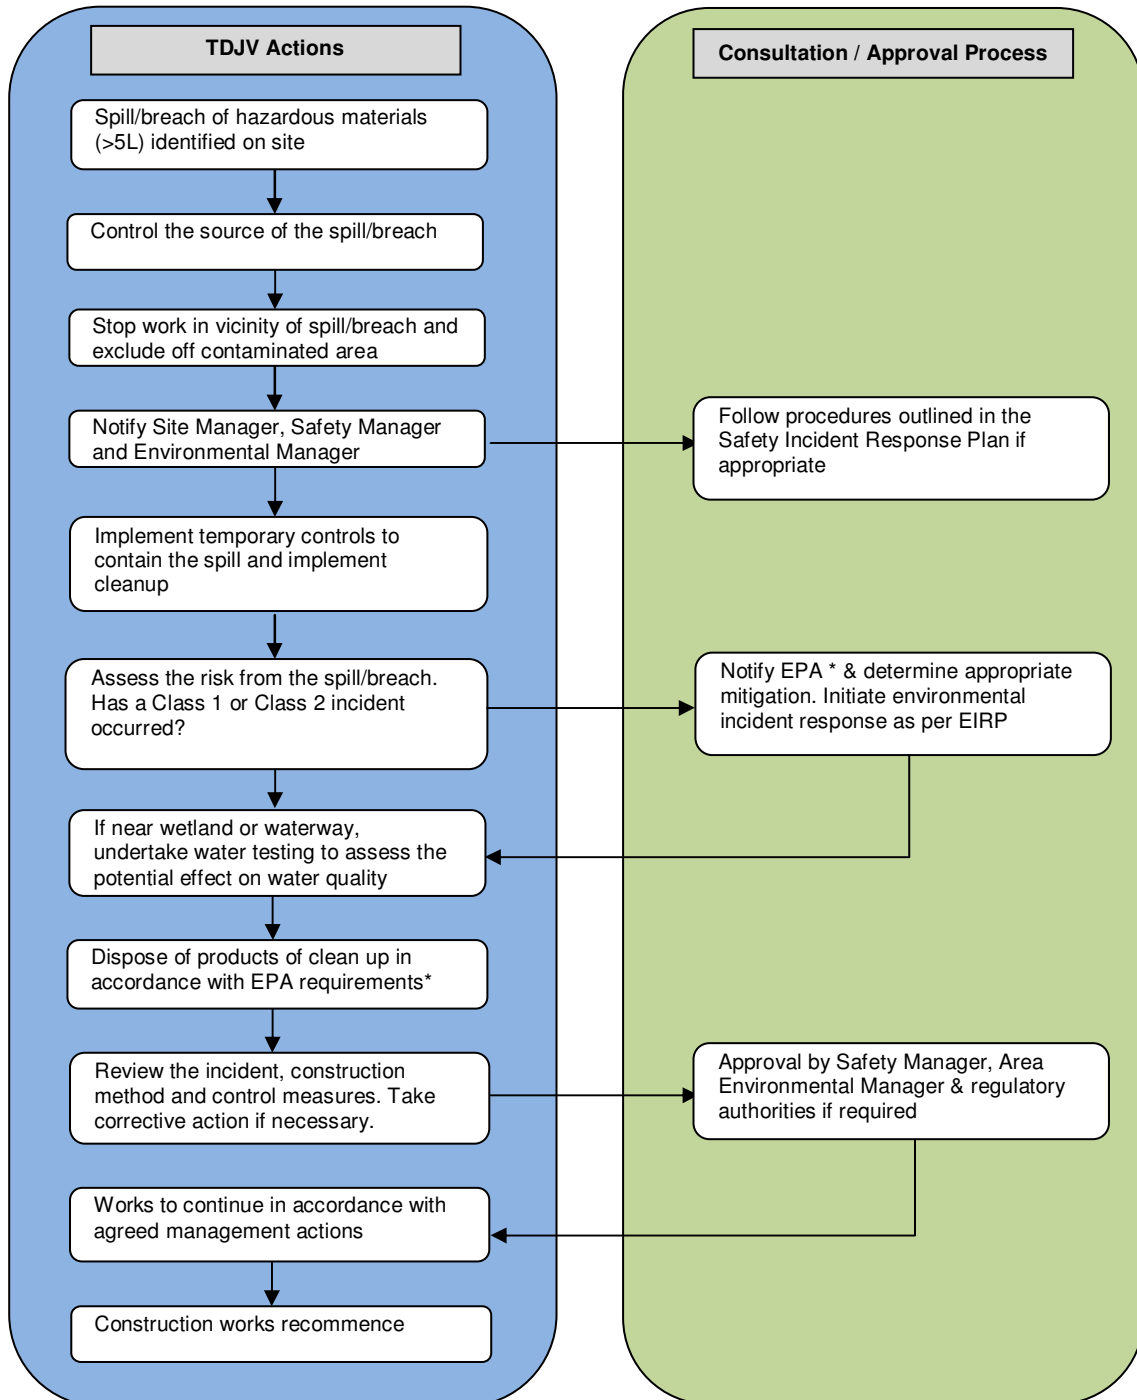 TDJV Actions
Consultation / Approval Process
Spill/breach of hazardous materials
(>5L) identified on site
Control the source of the spill/breach
Stop work in vicinity of spill/breach and
exclude off contaminated area
Notify Site Manager, Safety Manager
and Environmental Manager
Follow procedures outlined in the
Safety Incident Response Plan if
appropriate
Implement temporary controls to
contain the spill and implement
cleanup
Assess the risk from the spill/breach.
Has a Class 1 or Class 2 incident
occurred?
Notify EPA * & determine appropriate
mitigation. Initiate environmental
incident response as per EIRP
If near wetland or waterway,
undertake water testing to assess the
potential effect on water quality
Dispose of products of clean up in
accordance with EPA requirements*
Review the incident, construction
method and control measures. Take
corrective action if necessary.
Approval by Safety Manager, Area
Environmental Manager & regulatory
authorities if required
Works to continue in accordance with
agreed management actions
Construction works recommence